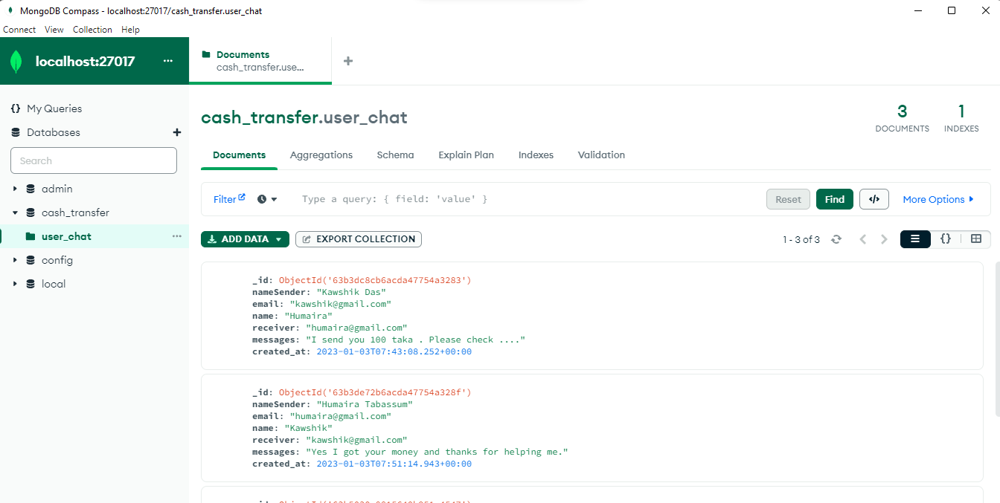 MongoDB Compass - localhost:27017/cash_transfer.user_chat
Connect View Collection Help
localhost:27017 ...
Documents
cash_transfer.use...
My Queries
Databases
Search
admin
cash_transfer
user_chat
config
local
cash_transfer.user_chat
3
DOCUMENTS
1
INDEXES
Documents Aggregations Schema Explain Plan Indexes Validation
Filter Type a query: { field: 'value' } Reset Find </> More Options
ADD DATA EXPORT COLLECTION 1 - 3 of 3 {}
_id: ObjectId('63b3dc8cb6acda47754a3283')
nameSender: "Kawshik Das"
email: "kawshik@gmail.com"
name: "Humaira"
receiver: "humaira@gmail.com"
messages: "I send you 100 taka . Please check ...."
created_at: 2023-01-03T07:43:08.252+00:00
_id: ObjectId('63b3de72b6acda47754a328f')
nameSender: "Humaira Tabassum"
email: "humaira@gmail.com"
name: "Kawshik"
receiver: "kawshik@gmail.com"
messages: "Yes I got your money and thanks for helping me."
created_at: 2023-01-03T07:51:14.943+00:00